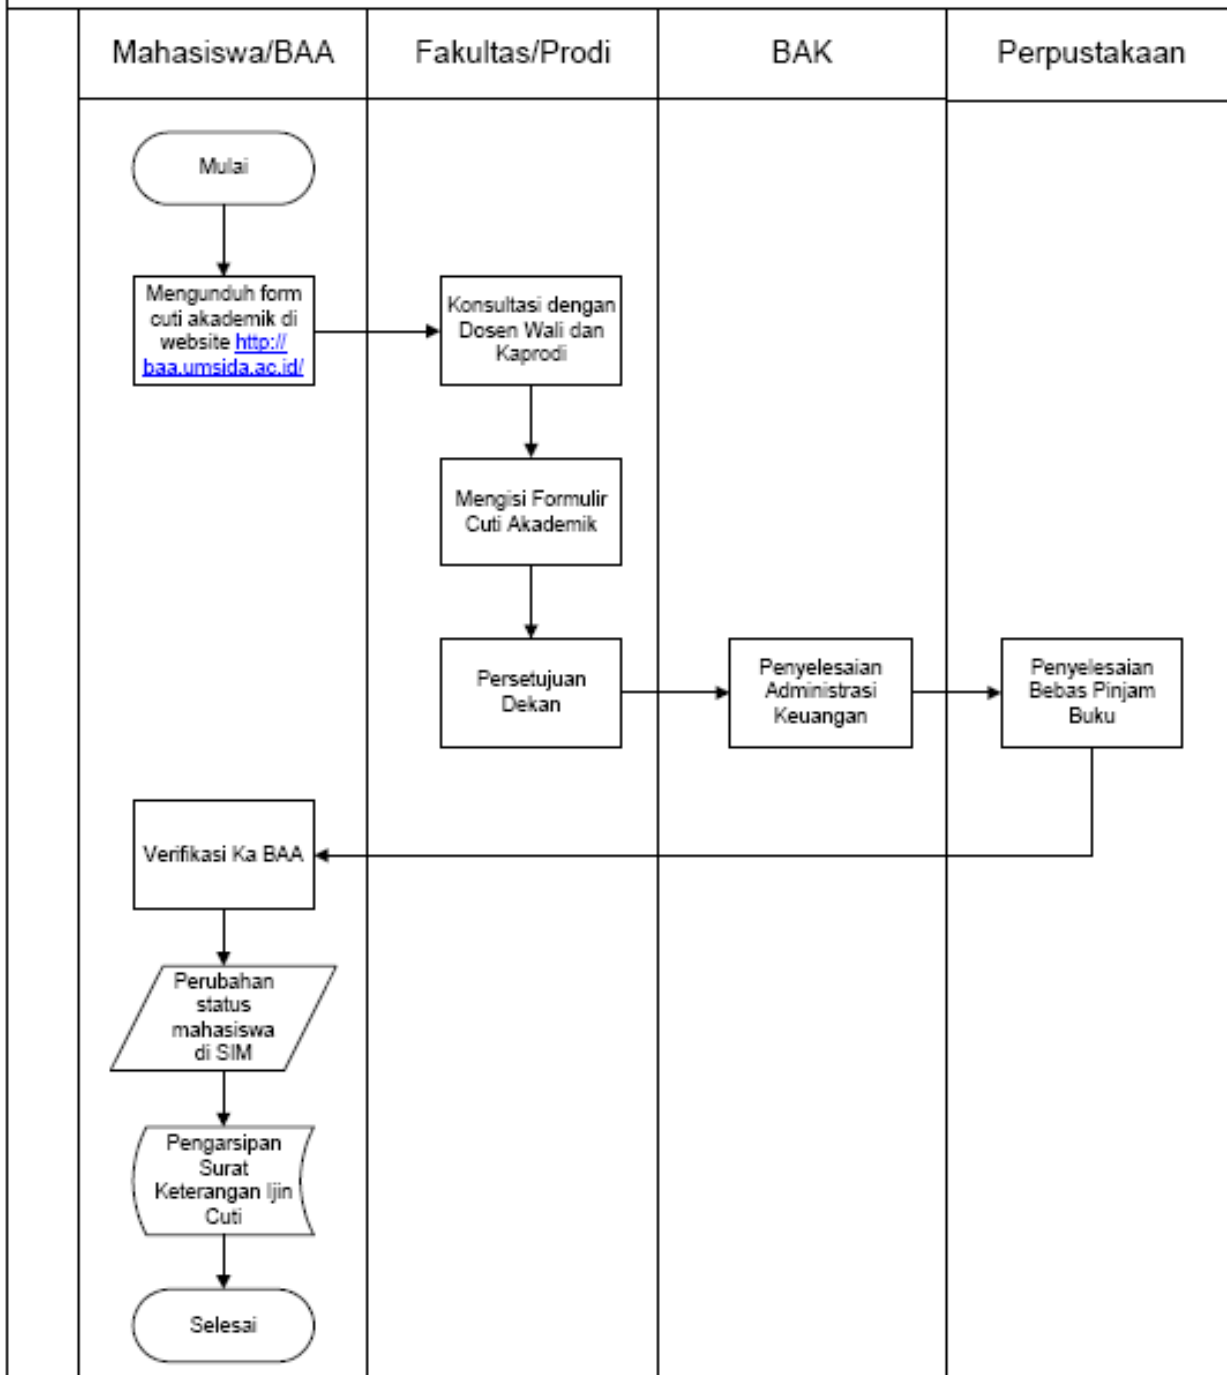 Mahasiswa/BAA
Fakultas/Prodi
BAK
Perpustakaan
Mulai
Mengunduh form
cuti akademik di
website http://
baa.umsida.ac.id/
Konsultasi dengan
Dosen Wali dan
Kaprodi
Mengisi Formulir
Cuti Akademik
Persetujuan
Dekan
Penyelesaian
Administrasi
Keuangan
Penyelesaian
Bebas Pinjam
Buku
Verifikasi Ka BAA
Perubahan
status
mahasiswa
di SIM
Pengarsipan
Surat
Keterangan Ijin
Cuti
Selesai